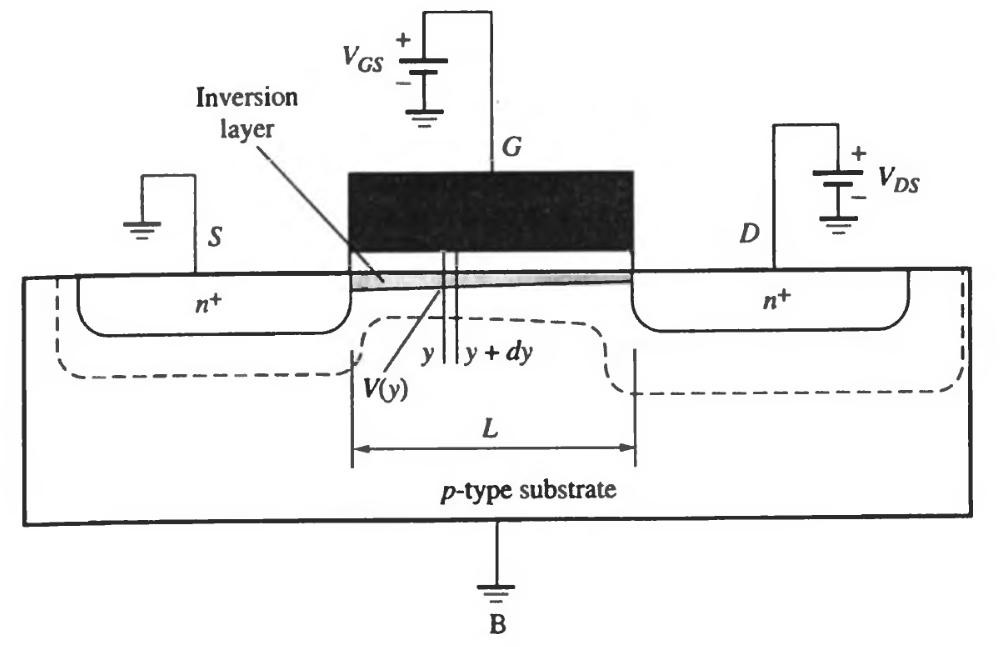 +
V_GS
−
Inversion
layer
G
+
V_DS
−
S
D
n+
n+
y
y + dy
V(y)
L
p-type substrate
B